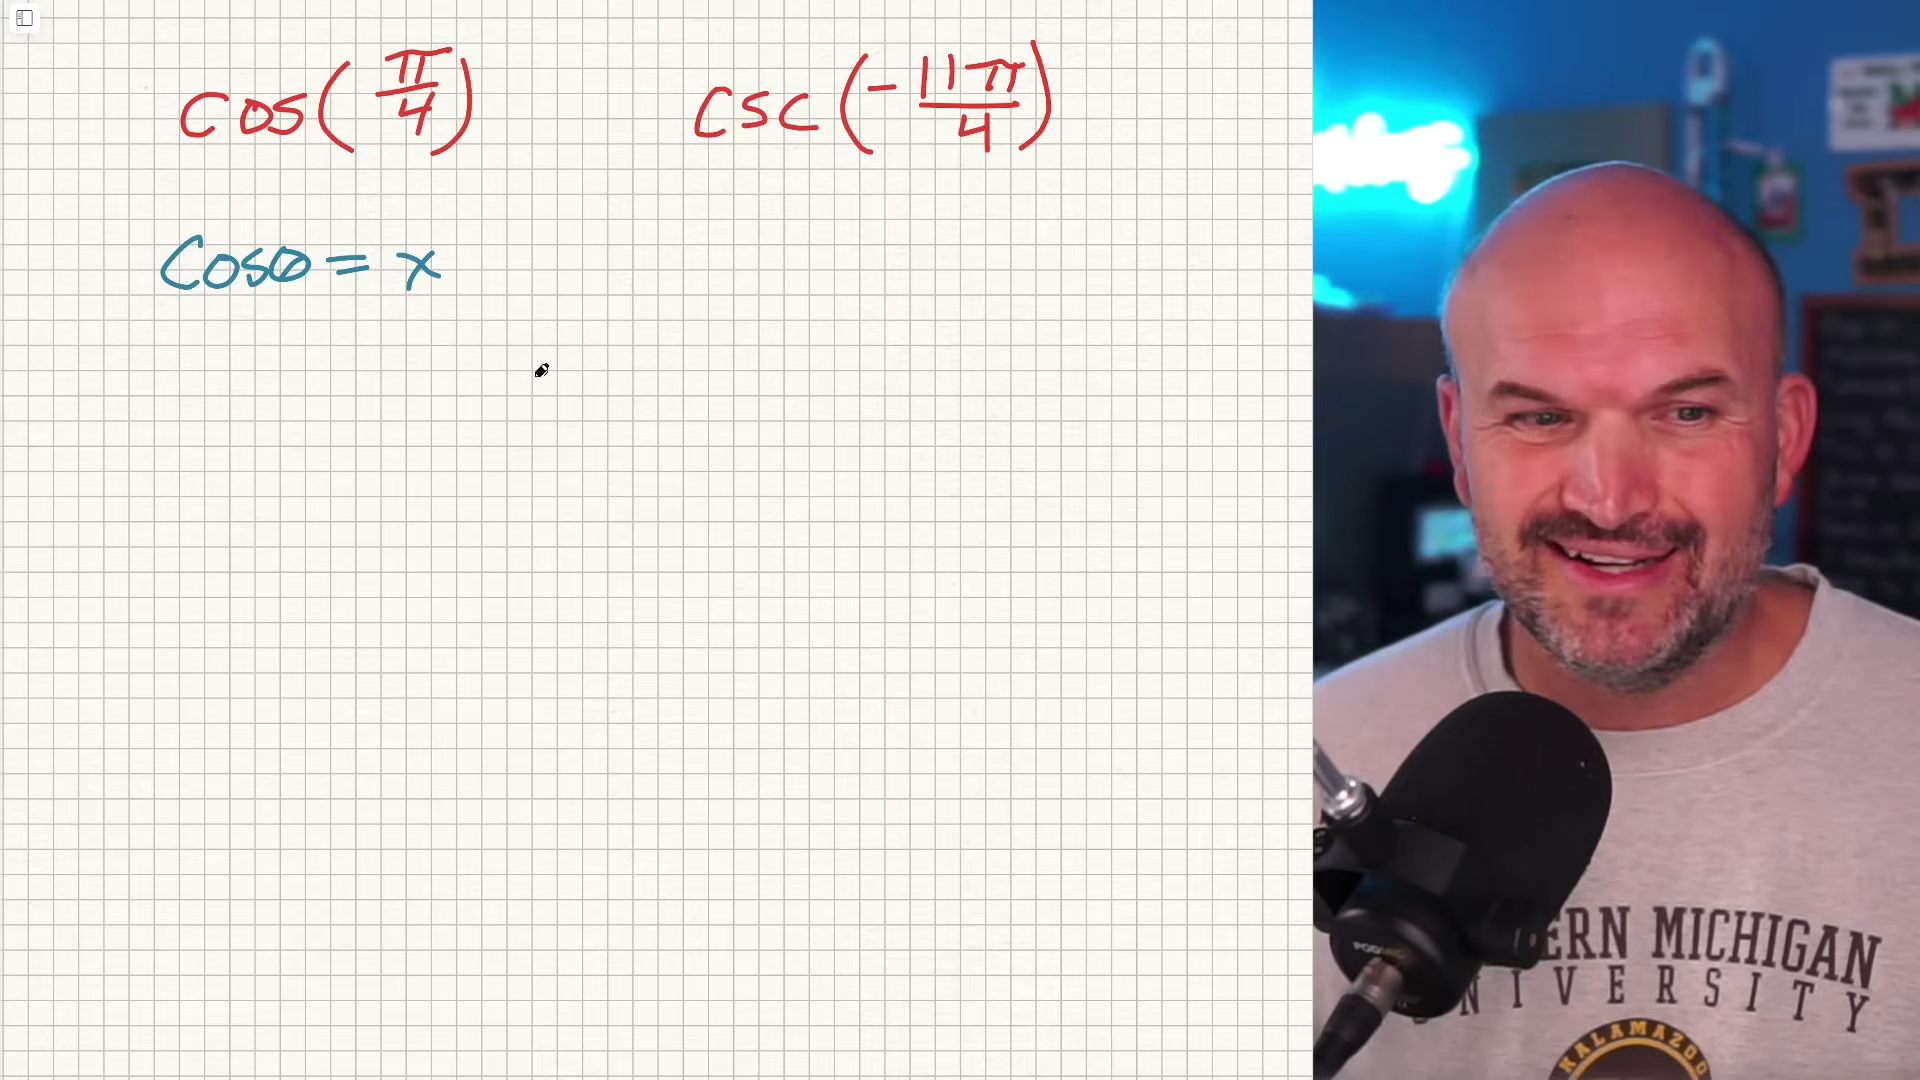 cos(π/4)
csc(-11π/4)
Cosθ = x
ERN MICHIGAN
NIVERSITY
KALAMAZOO